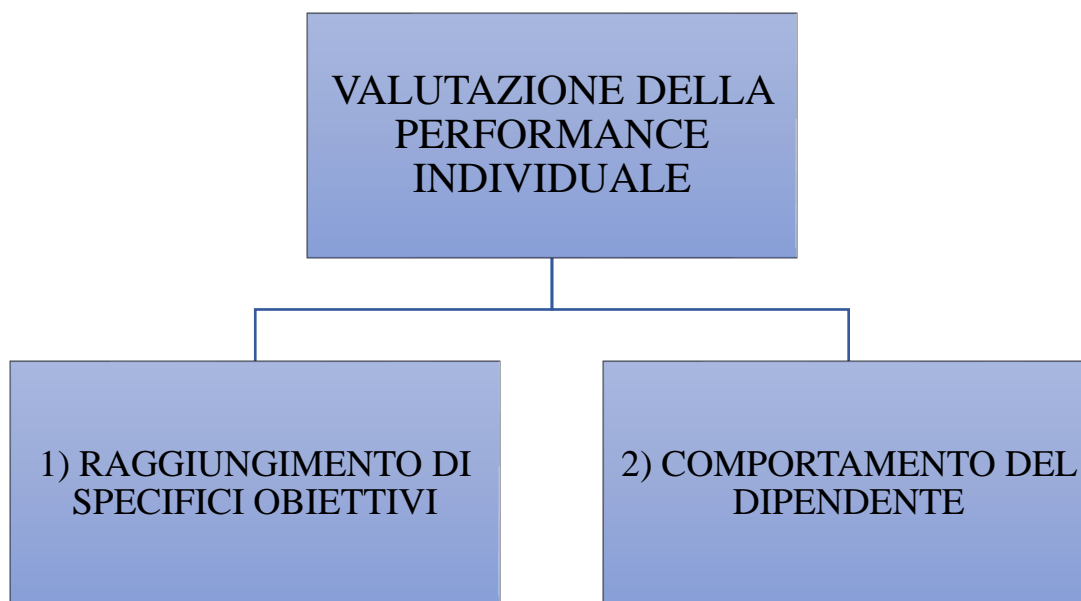 VALUTAZIONE DELLA
PERFORMANCE
INDIVIDUALE
1) RAGGIUNGIMENTO DI
SPECIFICI OBIETTIVI
2) COMPORTAMENTO DEL
DIPENDENTE